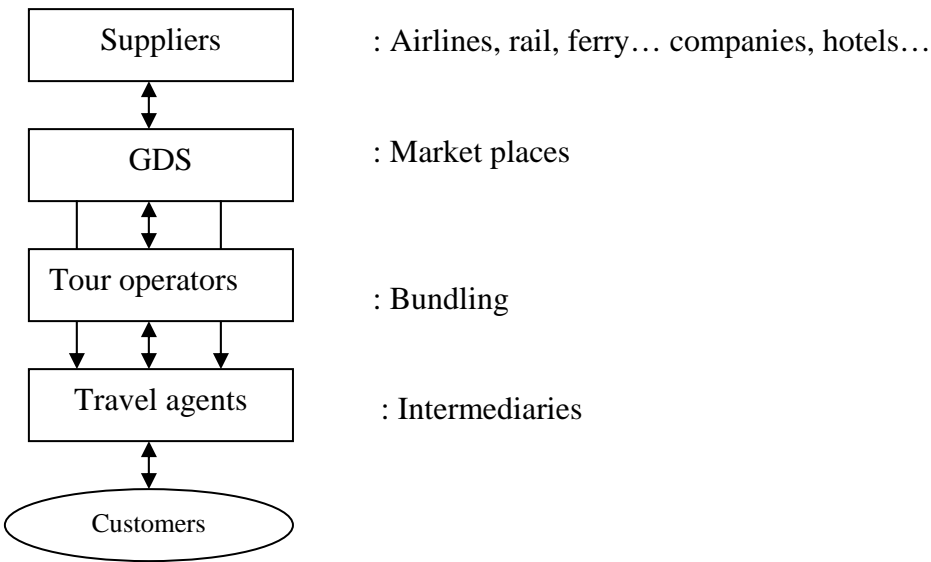 Suppliers : Airlines, rail, ferry… companies, hotels…
GDS : Market places
Tour operators : Bundling
Travel agents : Intermediaries
Customers